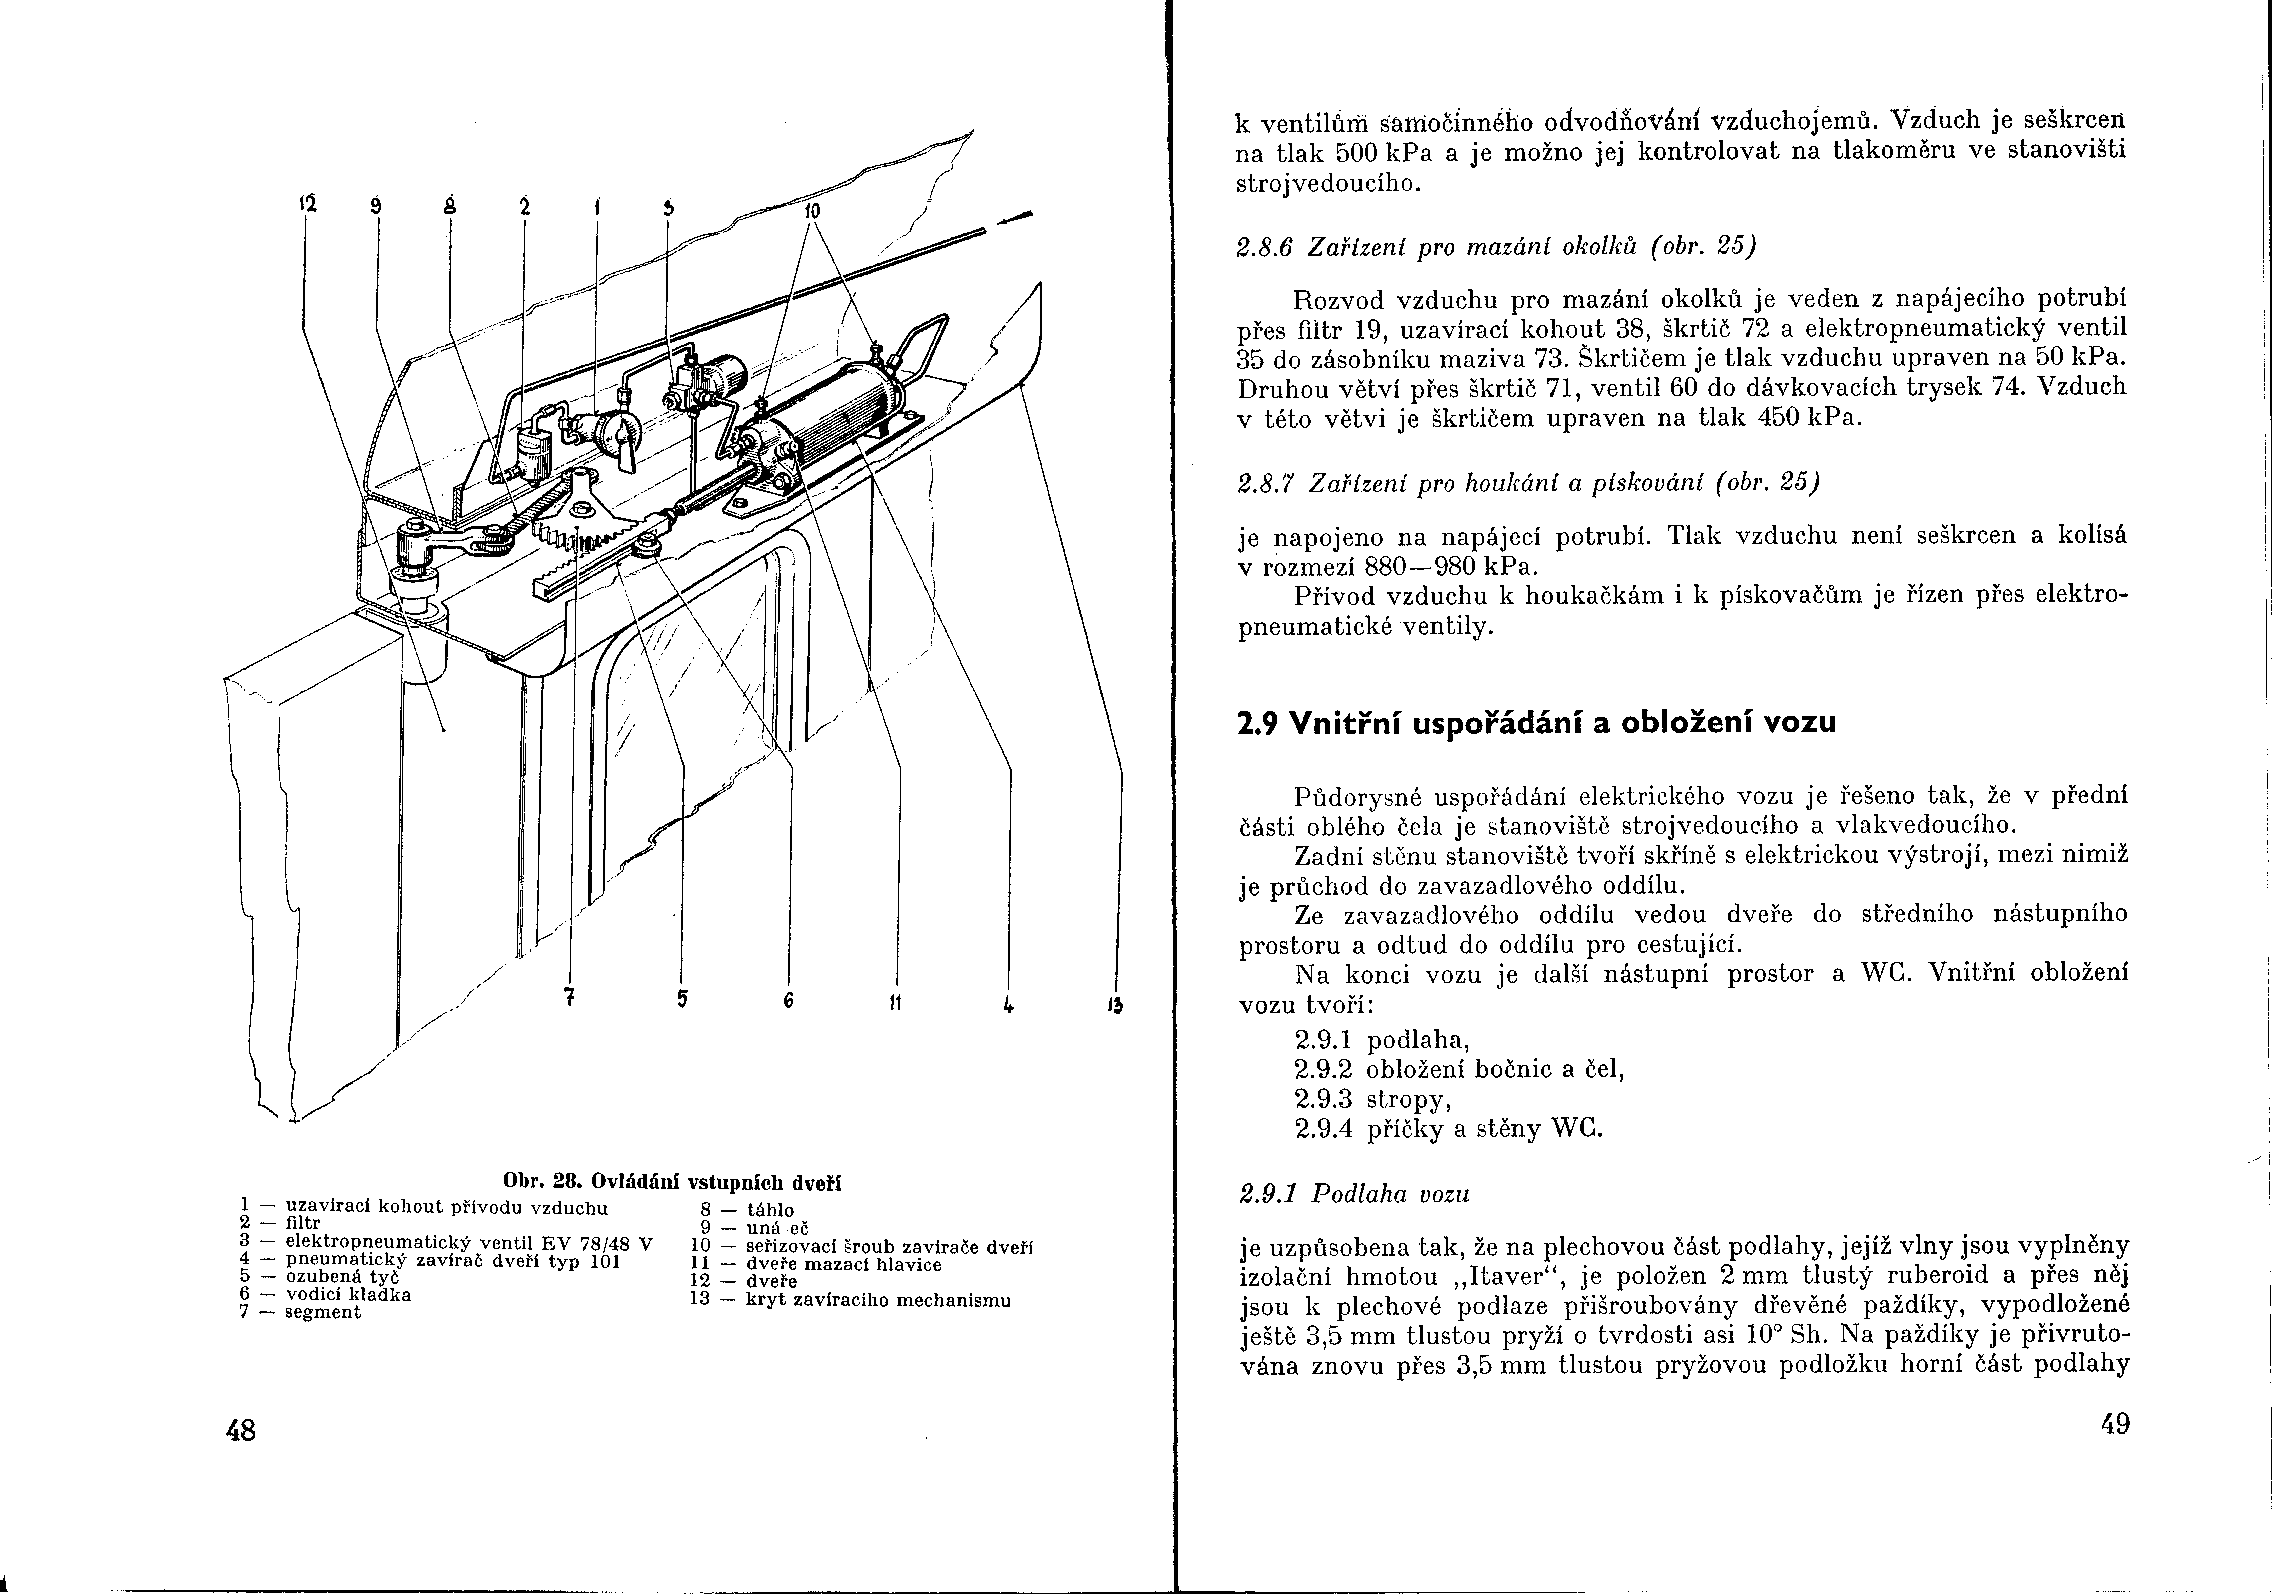 12 9 8 2 1 3 10
7 5 6 11 4 13
Obr. 28. Ovládání vstupních dveří
1 — uzavírací kohout přívodu vzduchu
2 — filtr
3 — elektropneumatický ventil EV 78/48 V
4 — pneumatický zavírač dveří typ 101
5 — ozubená tyč
6 — vodicí kladka
7 — segment
8 — táhlo
9 — uná eč
10 — seřizovací šroub zavírače dveří
11 — dveře mazací hlavice
12 — dveře
13 — kryt zavíracího mechanismu
48
k ventilům samočinného odvodňování vzduchojemů. Vzduch je seškrcen
na tlak 500 kPa a je možno jej kontrolovat na tlakoměru ve stanovišti
strojvedoucího.
2.8.6 Zařízení pro mazání okolků (obr. 25)
Rozvod vzduchu pro mazání okolků je veden z napájecího potrubí
přes filtr 19, uzavírací kohout 38, škrtič 72 a elektropneumatický ventil
35 do zásobníku maziva 73. Škrtičem je tlak vzduchu upraven na 50 kPa.
Druhou větví přes škrtič 71, ventil 60 do dávkovacích trysek 74. Vzduch
v této větvi je škrtičem upraven na tlak 450 kPa.
2.8.7 Zařízení pro houkání a pískování (obr. 25)
je napojeno na napájecí potrubí. Tlak vzduchu není seškrcen a kolísá
v rozmezí 880—980 kPa.
Přívod vzduchu k houkačkám i k pískovačům je řízen přes elektro-
pneumatické ventily.
2.9 Vnitřní uspořádání a obložení vozu
Půdorysné uspořádání elektrického vozu je řešeno tak, že v přední
části oblého čela je stanoviště strojvedoucího a vlakvedoucího.
Zadní stěnu stanoviště tvoří skříně s elektrickou výstrojí, mezi nimiž
je průchod do zavazadlového oddílu.
Ze zavazadlového oddílu vedou dveře do středního nástupního
prostoru a odtud do oddílu pro cestující.
Na konci vozu je další nástupní prostor a WC. Vnitřní obložení
vozu tvoří:
2.9.1 podlaha,
2.9.2 obložení bočnic a čel,
2.9.3 stropy,
2.9.4 příčky a stěny WC.
2.9.1 Podlaha vozu
je uzpůsobena tak, že na plechovou část podlahy, jejíž vlny jsou vyplněny
izolační hmotou ,,Itaver“, je položen 2 mm tlustý ruberoid a přes něj
jsou k plechové podlaze přišroubovány dřevěné paždíky, vypodložené
ještě 3,5 mm tlustou pryží o tvrdosti asi 10° Sh. Na paždíky je přivruto-
vána znovu přes 3,5 mm tlustou pryžovou podložku horní část podlahy
49